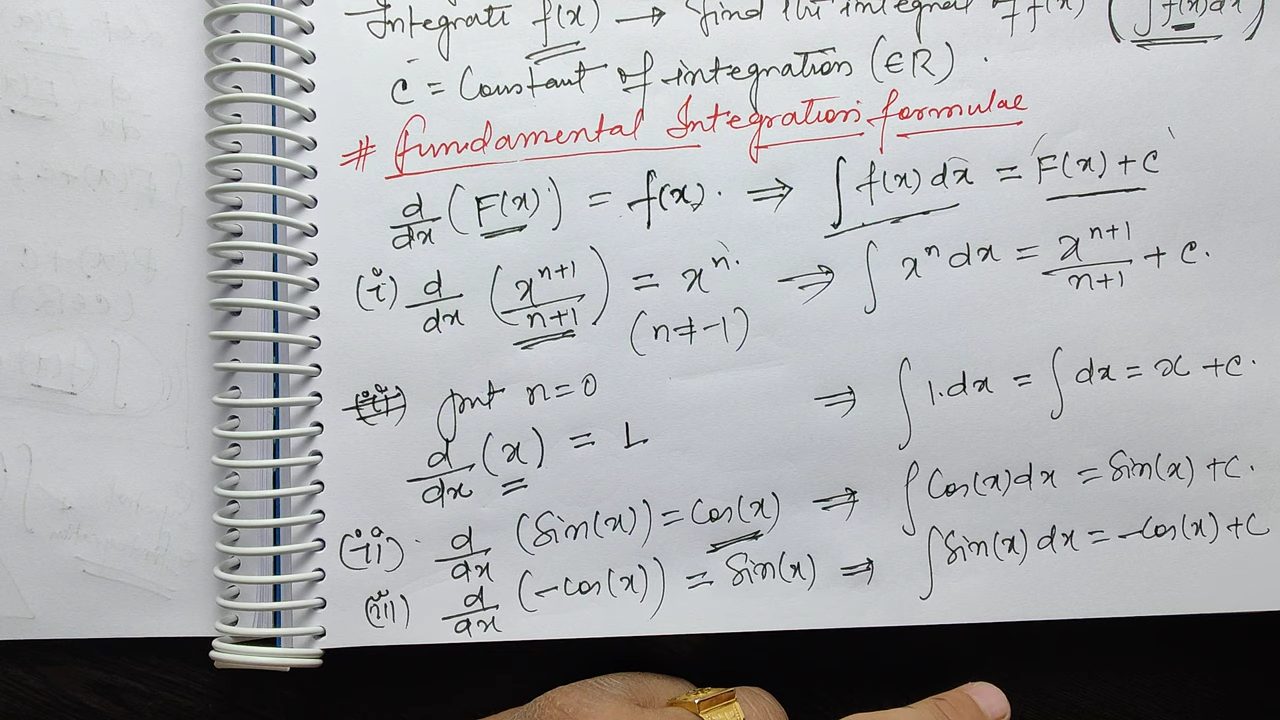 Integrate f(x) → find the integral of f(x) (∫ f(x) dx)
C = Constant of integration (∈R) .
# fundamental Integration formulae
d/dx (F(x)) = f(x). ⇒ ∫ f(x) dx = F(x) + C
(i) d/dx (x^(n+1)/(n+1)) = x^n. ⇒ ∫ x^n dx = x^(n+1)/(n+1) + C.
(n ≠ -1)
put n=0 ⇒ ∫ 1.dx = ∫ dx = x + C.
d/dx (x) = 1
(ii). d/dx (Sin(x)) = Cos(x) ⇒ ∫ Cos(x) dx = Sin(x) + C.
(iii) d/dx (-Cos(x)) = Sin(x) ⇒ ∫ Sin(x) dx = -Cos(x) + C